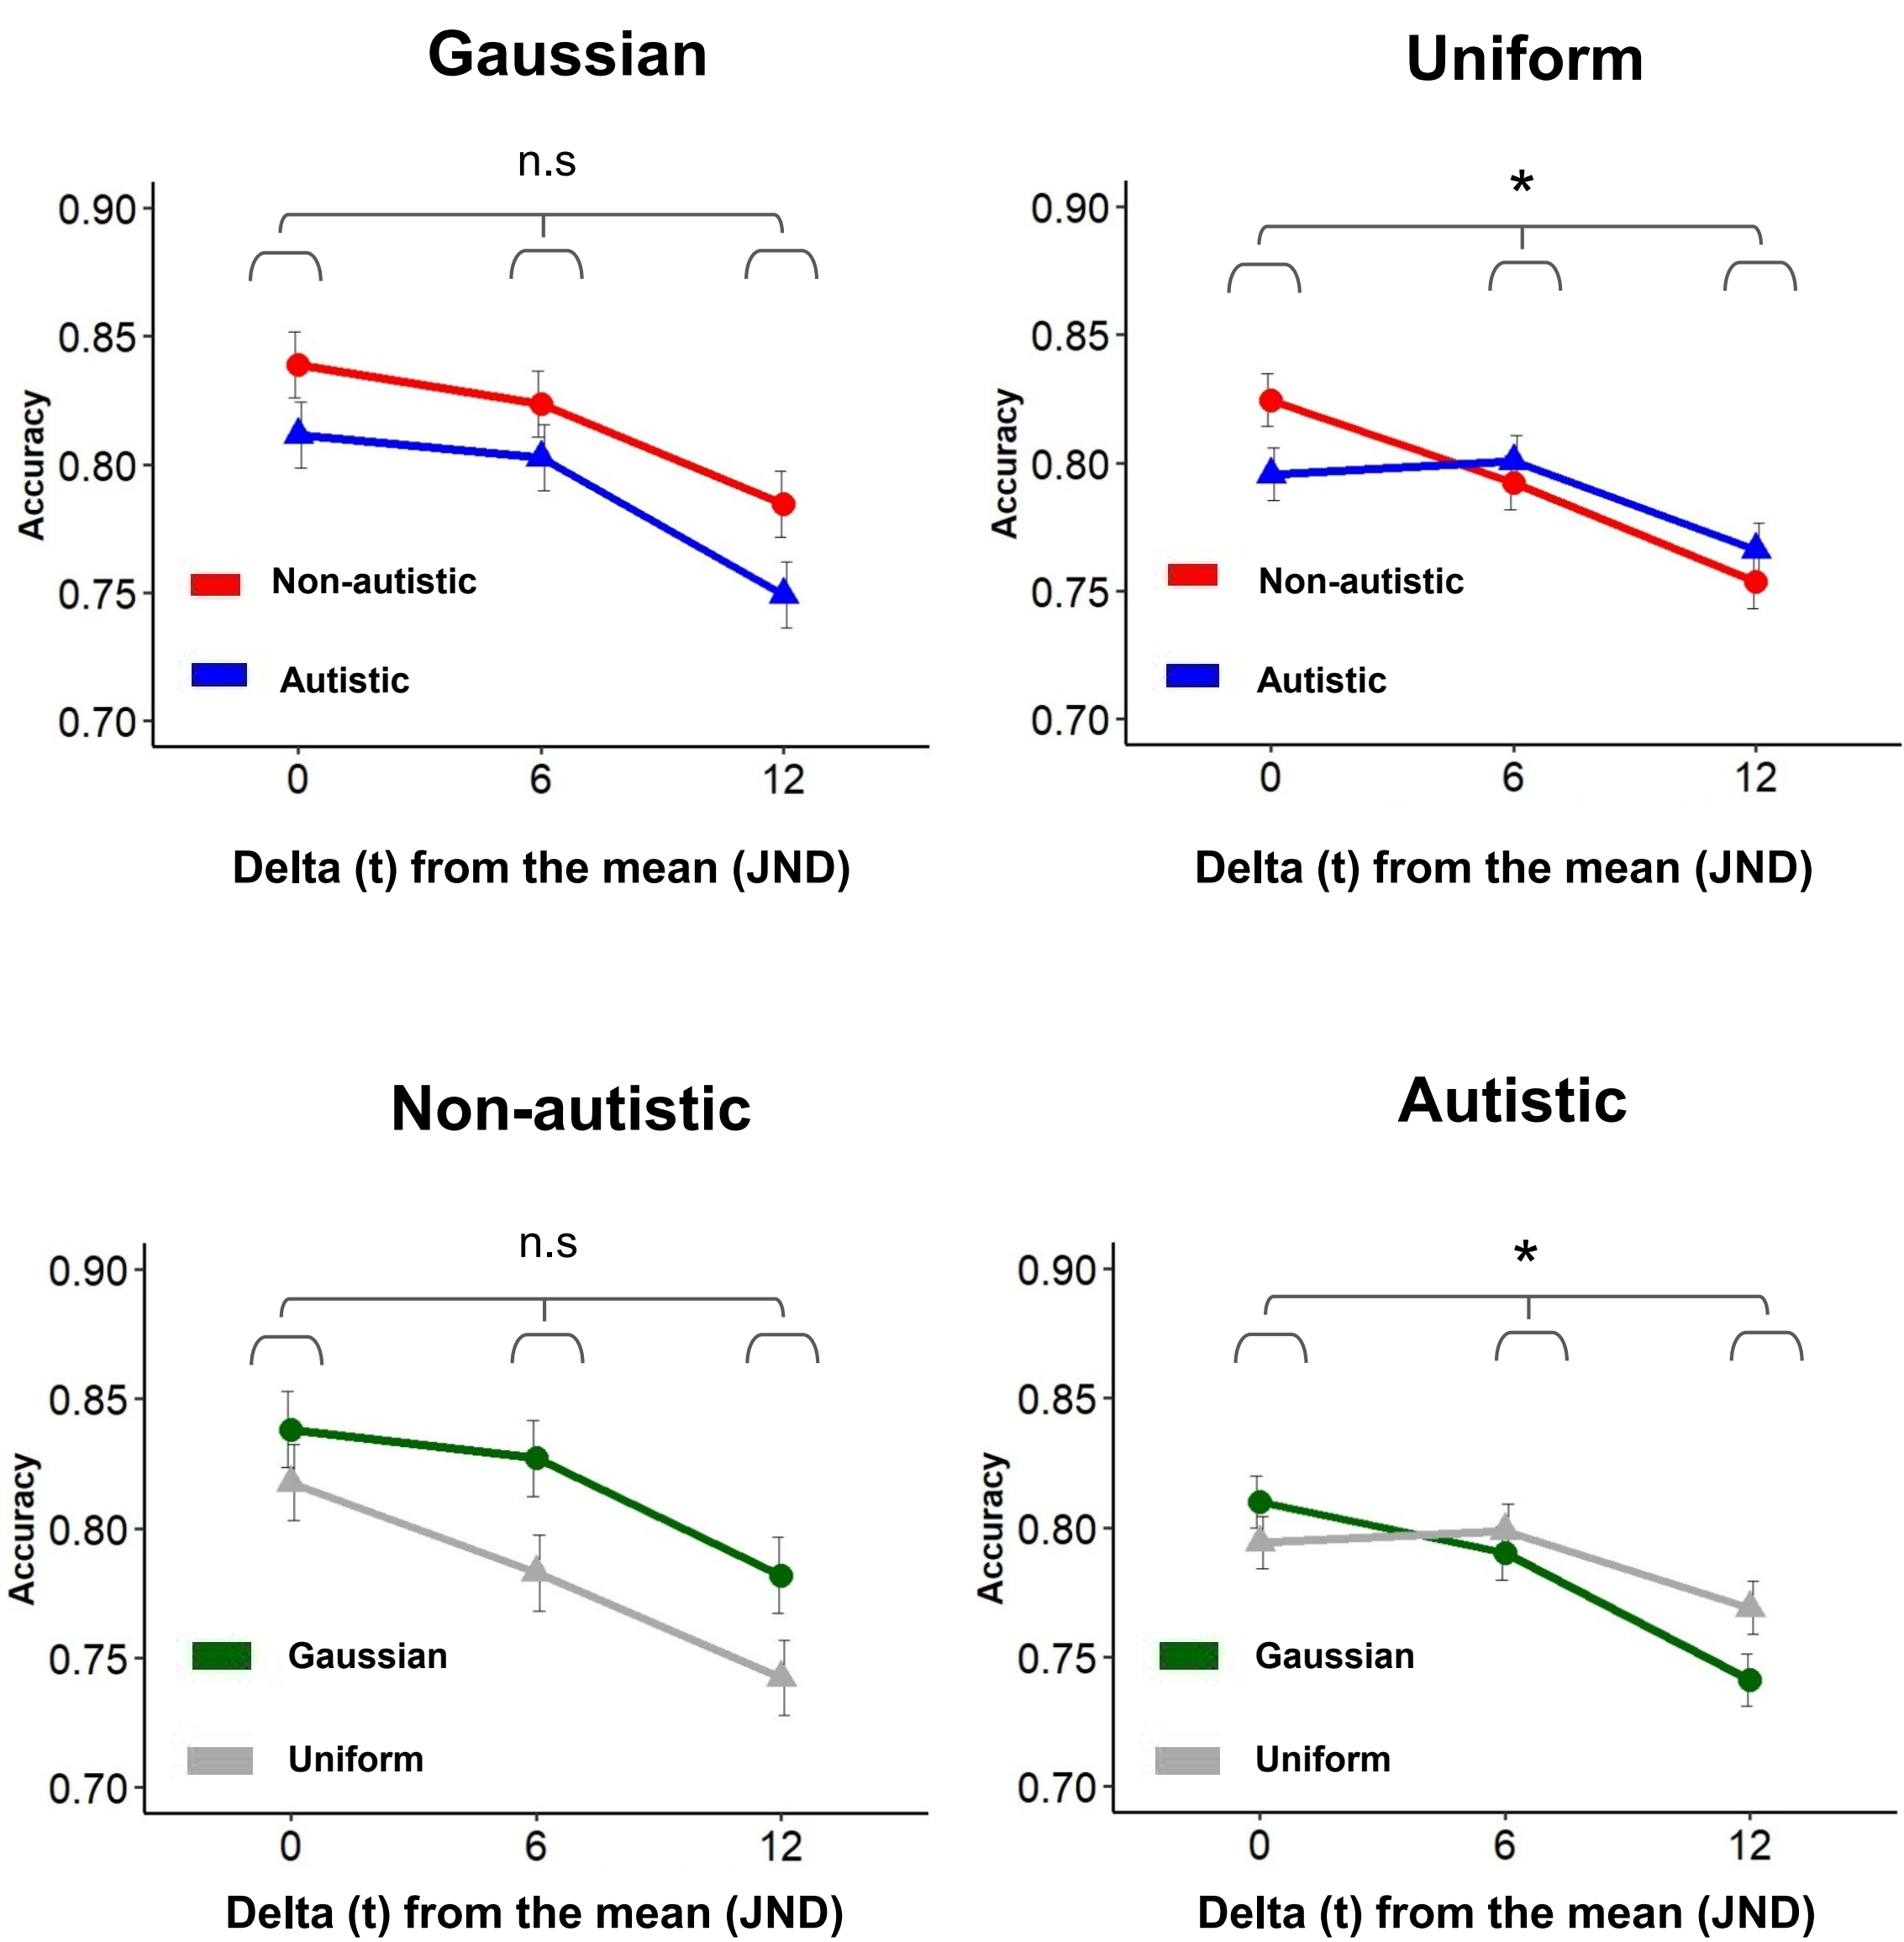 Gaussian
n.s
0.90
0.85
0.80
0.75
0.70
Accuracy
Non-autistic
Autistic
0 6 12
Delta (t) from the mean (JND)
Uniform
*
0.90
0.85
0.80
0.75
0.70
Accuracy
Non-autistic
Autistic
0 6 12
Delta (t) from the mean (JND)
Non-autistic
n.s
0.90
0.85
0.80
0.75
0.70
Accuracy
Gaussian
Uniform
0 6 12
Delta (t) from the mean (JND)
Autistic
*
0.90
0.85
0.80
0.75
0.70
Accuracy
Gaussian
Uniform
0 6 12
Delta (t) from the mean (JND)